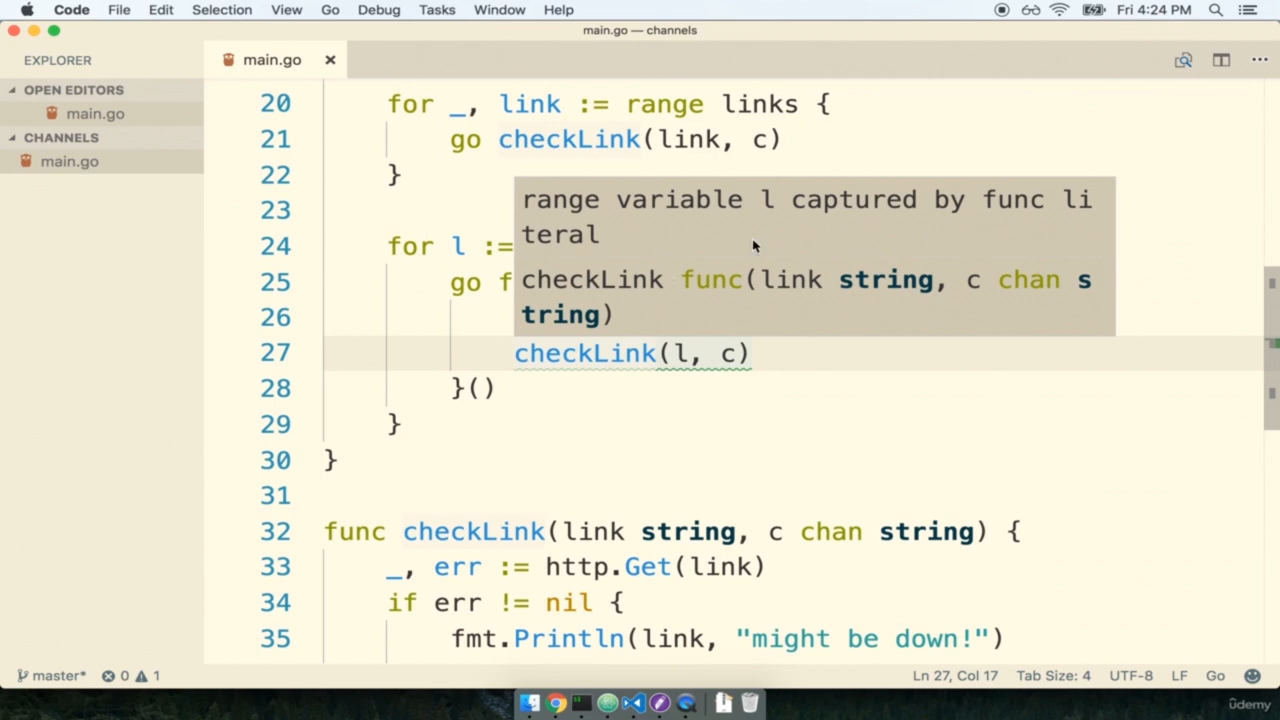 Code File Edit Selection View Go Debug Tasks Window Help Fri 4:24 PM
main.go — channels
EXPLORER
main.go
OPEN EDITORS
main.go
CHANNELS
main.go
20 for _, link := range links {
21 go checkLink(link, c)
22 }
23
range variable l captured by func li
teral
24 for l :=
25 go f
checkLink func(link string, c chan s
tring)
26
27 checkLink(l, c)
28 }()
29 }
30 }
31
32 func checkLink(link string, c chan string) {
33 _, err := http.Get(link)
34 if err != nil {
35 fmt.Println(link, "might be down!")
master* 0 1 Ln 27, Col 17 Tab Size: 4 UTF-8 LF Go
ûdemy